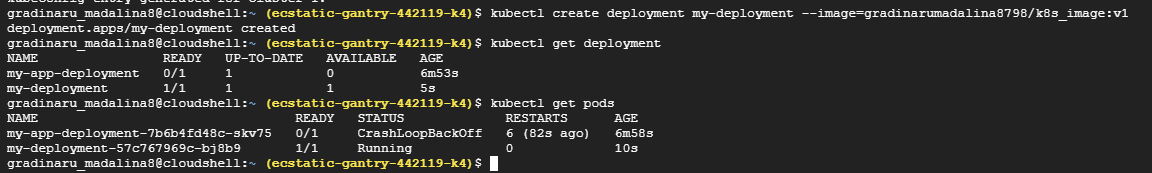 gradinaru_madalina8@cloudshell:~ (ecstatic-gantry-442119-k4)$ kubectl create deployment my-deployment --image=gradinarumadalina8798/k8s_image:v1
deployment.apps/my-deployment created
gradinaru_madalina8@cloudshell:~ (ecstatic-gantry-442119-k4)$ kubectl get deployment
NAME READY UP-TO-DATE AVAILABLE AGE
my-app-deployment 0/1 1 0 6m53s
my-deployment 1/1 1 1 5s
gradinaru_madalina8@cloudshell:~ (ecstatic-gantry-442119-k4)$ kubectl get pods
NAME READY STATUS RESTARTS AGE
my-app-deployment-7b6b4fd48c-skv75 0/1 CrashLoopBackOff 6 (82s ago) 6m58s
my-deployment-57c767969c-bj8b9 1/1 Running 0 10s
gradinaru_madalina8@cloudshell:~ (ecstatic-gantry-442119-k4)$